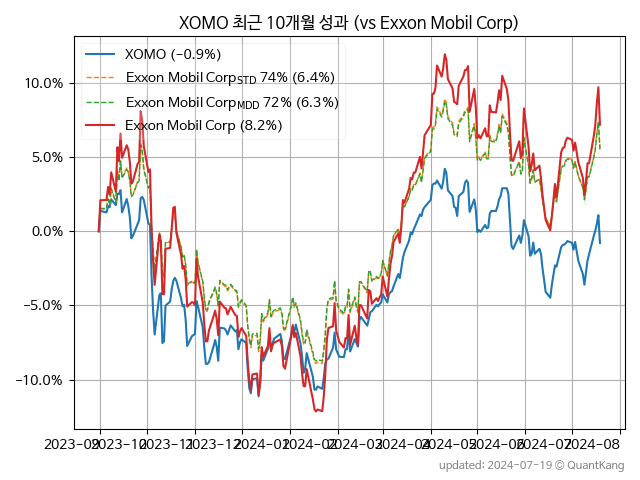 XOMO 최근 10개월 성과 (vs Exxon Mobil Corp)
XOMO (−0.9%)
Exxon Mobil CorpSTD 74% (6.4%)
Exxon Mobil CorpMDD 72% (6.3%)
Exxon Mobil Corp (8.2%)
10.0%
5.0%
0.0%
−5.0%
−10.0%
2023-09 2023-10 2023-11 2023-12 2024-01 2024-02 2024-03 2024-04 2024-05 2024-06 2024-07 2024-08
updated: 2024-07-19 © QuantKang